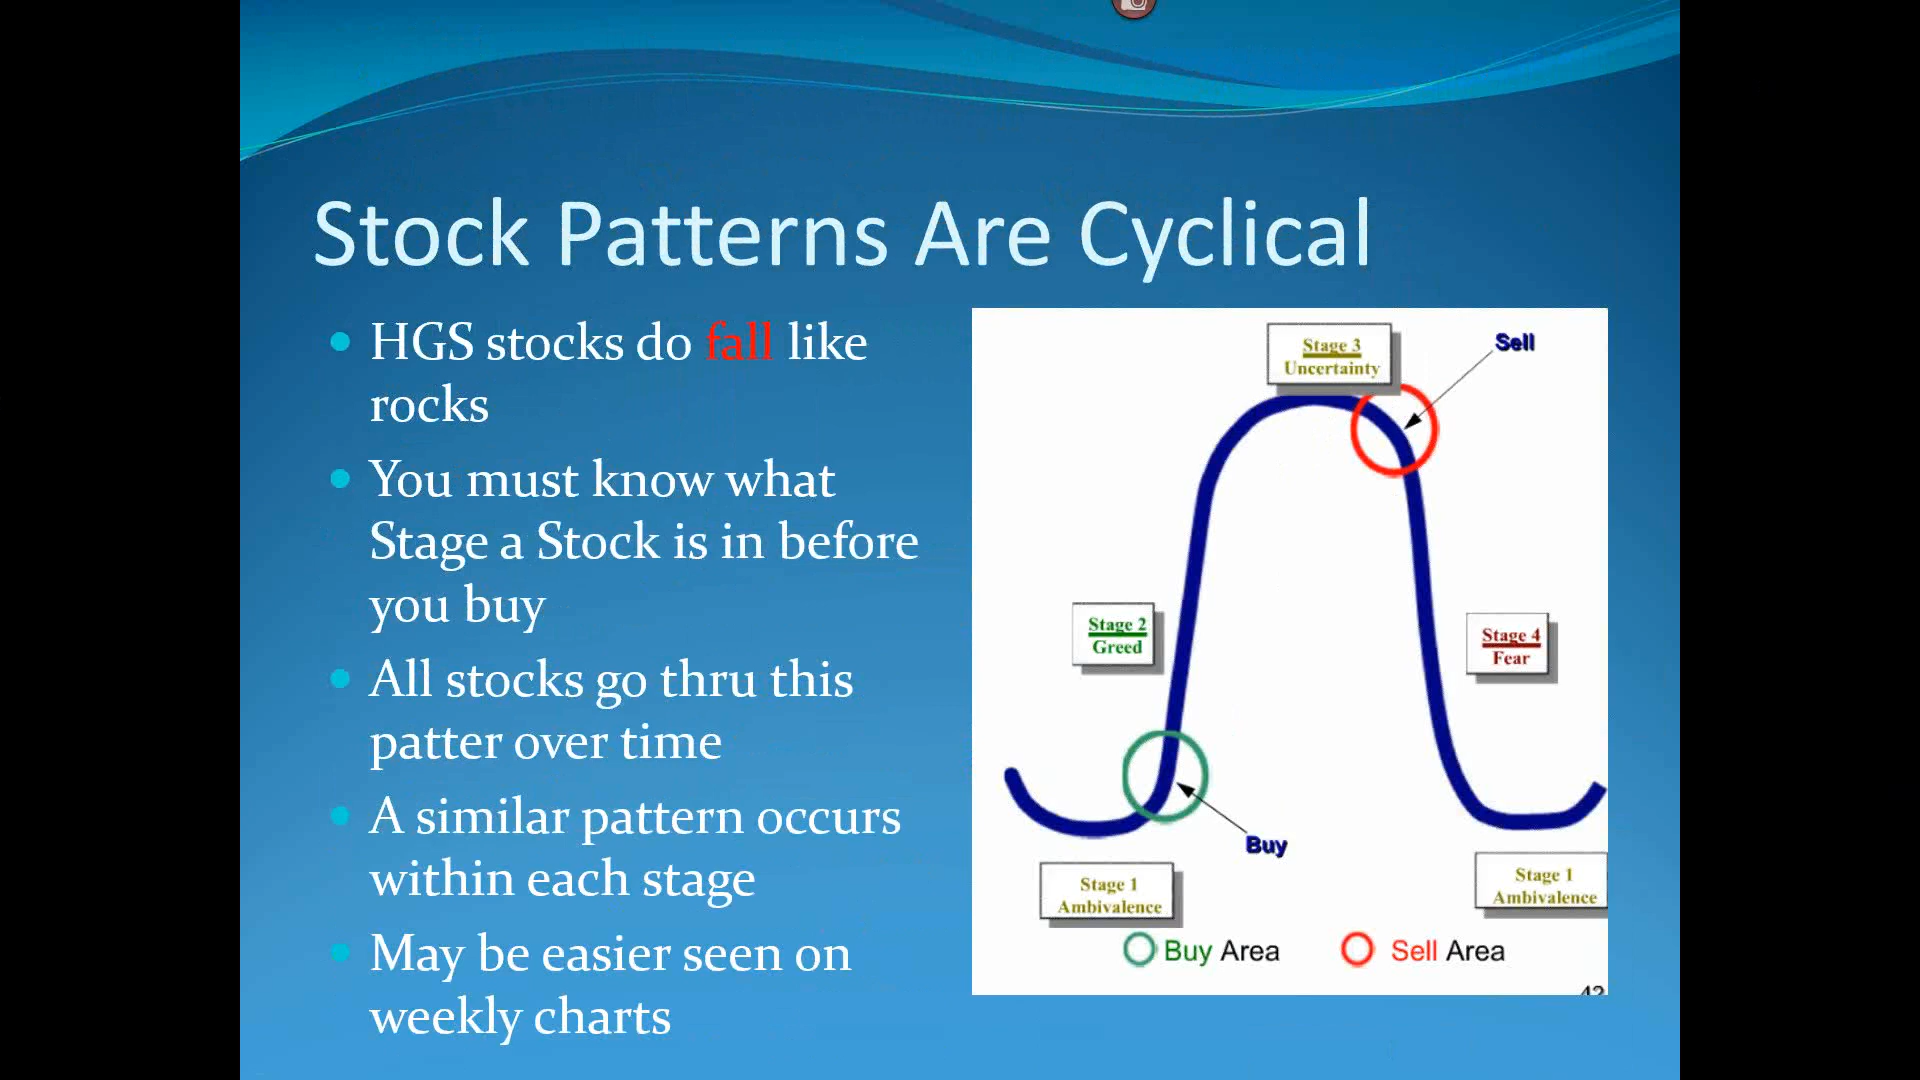 Stock Patterns Are Cyclical
HGS stocks do fall like
rocks
You must know what
Stage a Stock is in before
you buy
All stocks go thru this
patter over time
A similar pattern occurs
within each stage
May be easier seen on
weekly charts
Stage 3
Uncertainty
Sell
Stage 2
Greed
Stage 4
Fear
Buy
Stage 1
Ambivalence
Stage 1
Ambivalence
Buy Area
Sell Area